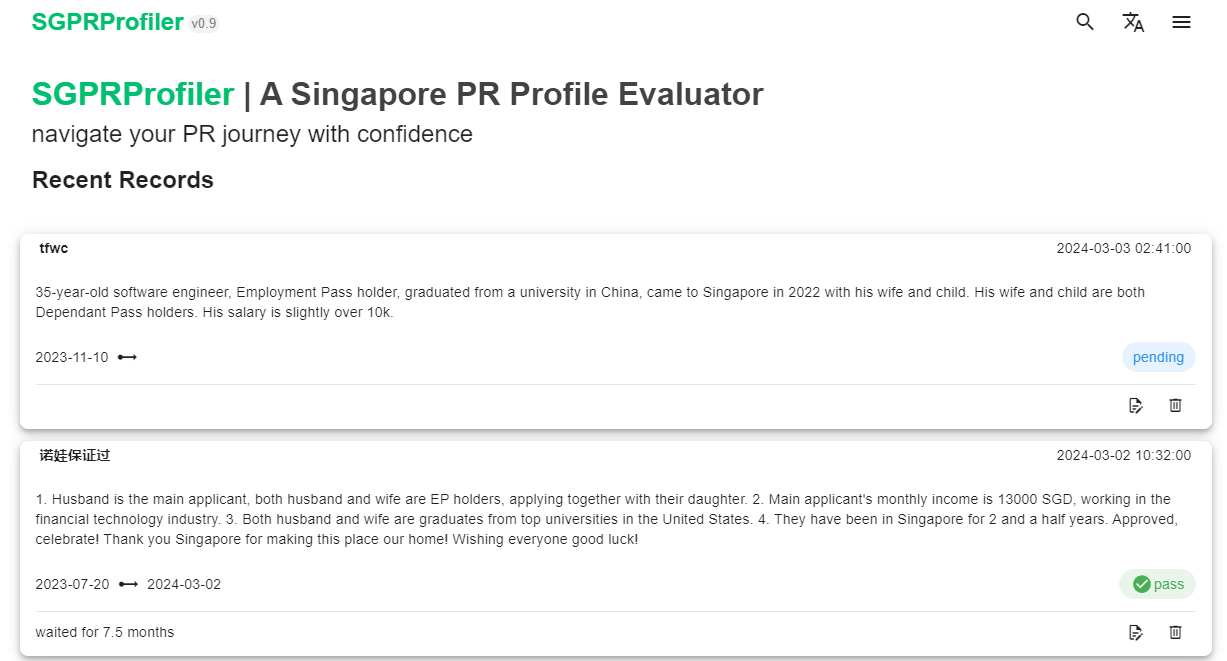 SGPRProfiler v0.9
SGPRProfiler | A Singapore PR Profile Evaluator
navigate your PR journey with confidence
Recent Records
tfwc 2024-03-03 02:41:00
35-year-old software engineer, Employment Pass holder, graduated from a university in China, came to Singapore in 2022 with his wife and child. His wife and child are both
Dependant Pass holders. His salary is slightly over 10k.
2023-11-10 pending
诺娃保证过 2024-03-02 10:32:00
1. Husband is the main applicant, both husband and wife are EP holders, applying together with their daughter. 2. Main applicant's monthly income is 13000 SGD, working in the
financial technology industry. 3. Both husband and wife are graduates from top universities in the United States. 4. They have been in Singapore for 2 and a half years. Approved,
celebrate! Thank you Singapore for making this place our home! Wishing everyone good luck!
2023-07-20 2024-03-02 pass
waited for 7.5 months